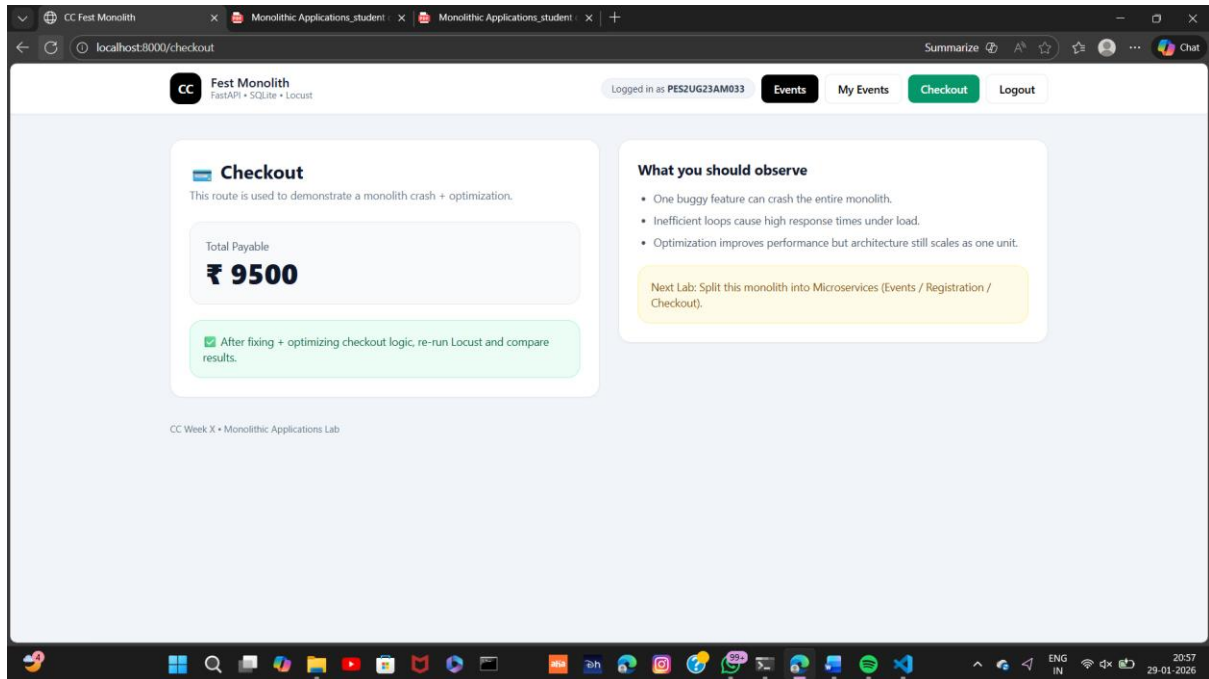 CC Fest Monolith
Monolithic Applications_student
Monolithic Applications_student
localhost:8000/checkout
Summarize
Chat
CC
Fest Monolith
FastAPI • SQLite • Locust
Logged in as PES2UG23AM033
Events
My Events
Checkout
Logout
Checkout
This route is used to demonstrate a monolith crash + optimization.
Total Payable
₹ 9500
✅ After fixing + optimizing checkout logic, re-run Locust and compare
results.
What you should observe
• One buggy feature can crash the entire monolith.
• Inefficient loops cause high response times under load.
• Optimization improves performance but architecture still scales as one unit.
Next Lab: Split this monolith into Microservices (Events / Registration /
Checkout).
CC Week X • Monolithic Applications Lab
4
99+
ENG
IN
20:57
29-01-2026